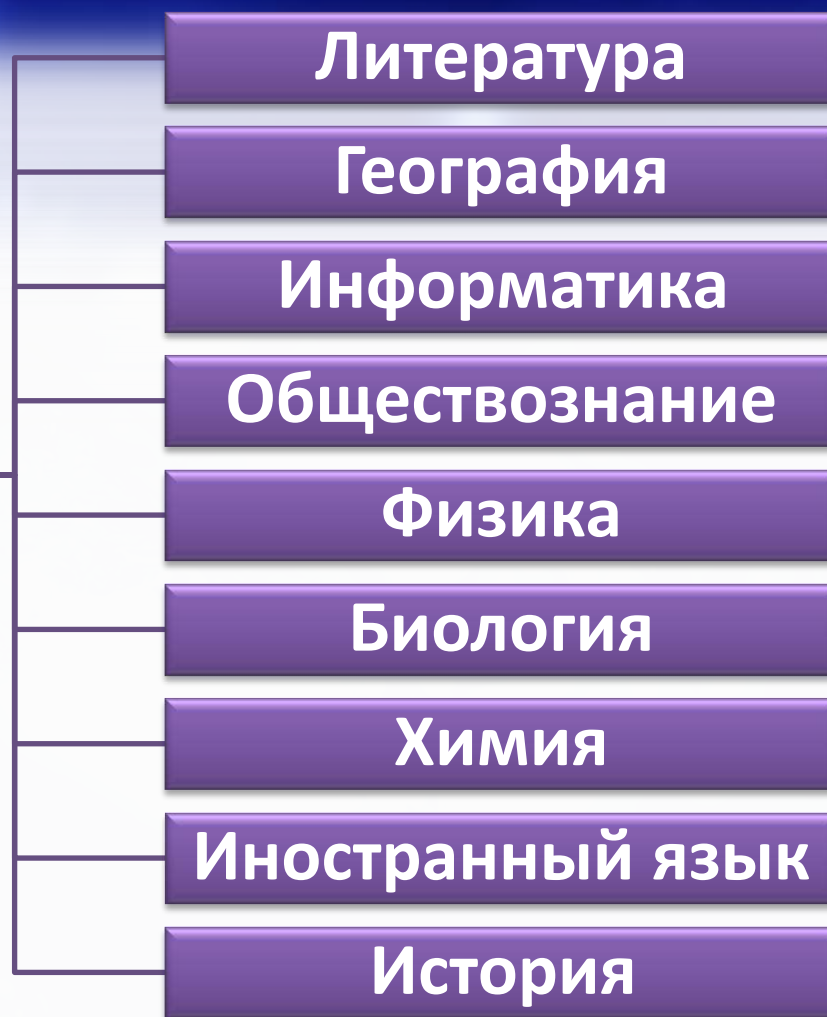 Литература
География
Информатика
Обществознание
Физика
Биология
Химия
Иностранный язык
История